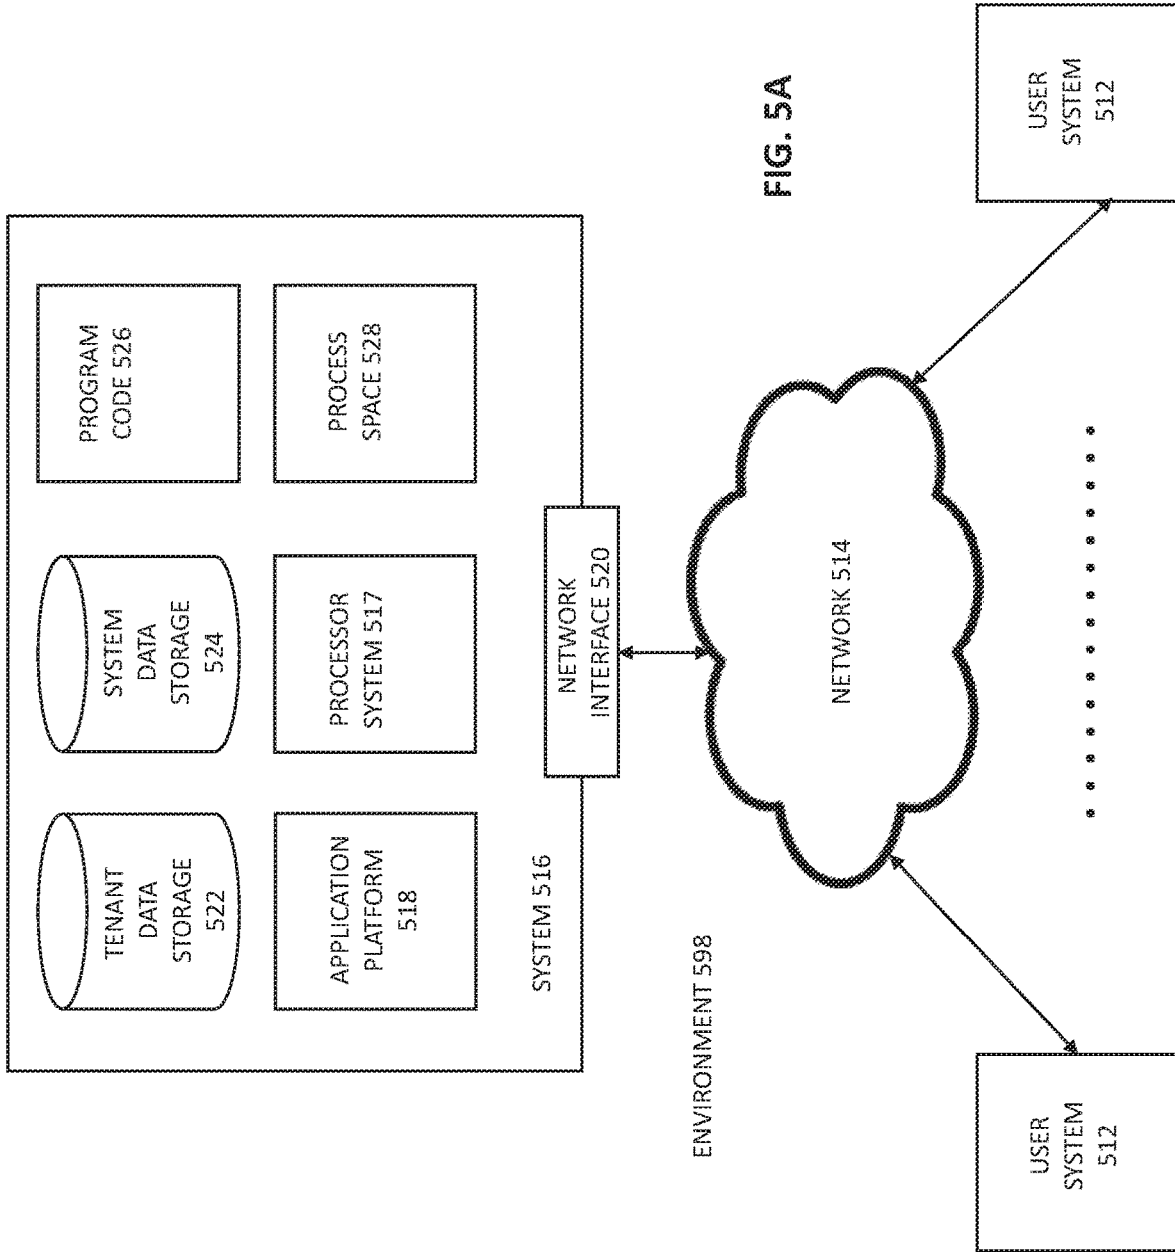 TENANT
DATA
STORAGE
522
SYSTEM
DATA
STORAGE
524
PROGRAM
CODE 526
APPLICATION
PLATFORM
518
PROCESSOR
SYSTEM 517
PROCESS
SPACE 528
SYSTEM 516
NETWORK
INTERFACE 520
ENVIRONMENT 598
NETWORK 514
FIG. 5A
USER
SYSTEM
512
USER
SYSTEM
512